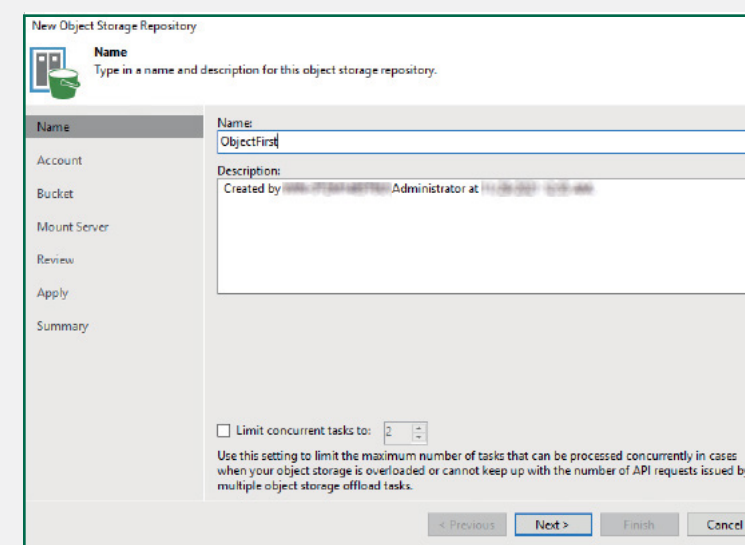 New Object Storage Repository
Name
Type in a name and description for this object storage repository.
Name
Account
Bucket
Mount Server
Review
Apply
Summary
Name:
ObjectFirst
Description:
Created by Administrator at
Limit concurrent tasks to: 2
Use this setting to limit the maximum number of tasks that can be processed concurrently in cases
when your object storage is overloaded or cannot keep up with the number of API requests issued by
multiple object storage offload tasks.
< Previous Next > Finish Cancel